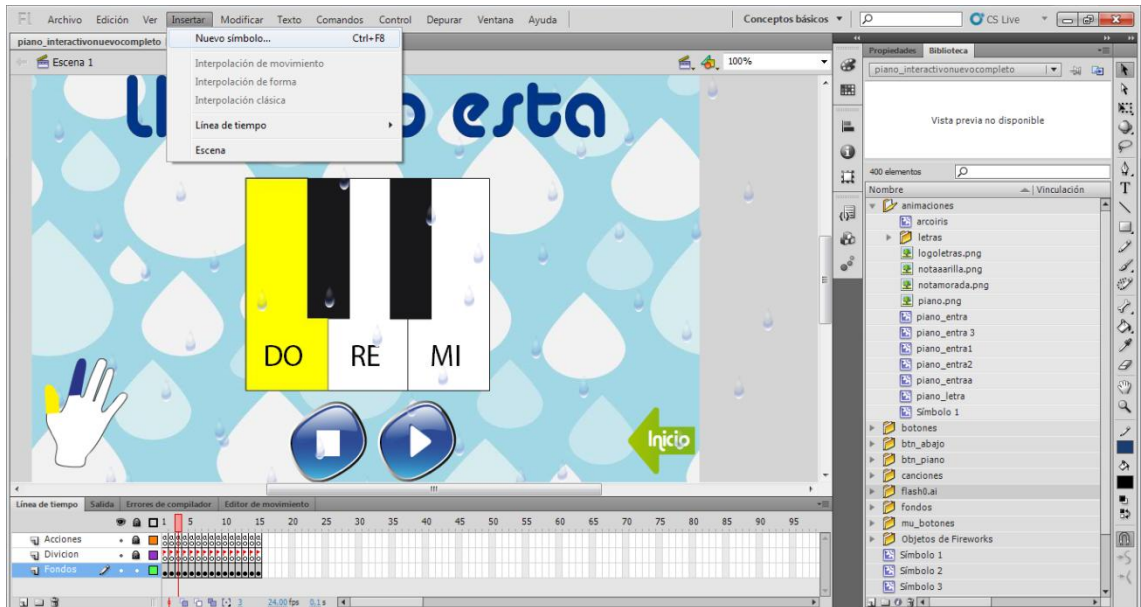 Fl Archivo Edición Ver Insertar Modificar Texto Comandos Control Depurar Ventana Ayuda Conceptos básicos CS Live
piano_interactivonuevocompleto
Nuevo símbolo... Ctrl+F8
Interpolación de movimiento
Interpolación de forma
Interpolación clásica
Línea de tiempo
Escena
Escena 1 100%
esta
DO RE MI
Inicio
Propiedades Biblioteca
piano_interactivonuevocompleto
Vista previa no disponible
400 elementos
Nombre Vinculación
animaciones
arcoiris
letras
logoletras.png
notaaarilla.png
notamorada.png
piano.png
piano_entra
piano_entra 3
piano_entra1
piano_entra2
piano_entraa
piano_letra
Símbolo 1
botones
btn_abajo
btn_piano
canciones
flash0.ai
fondos
mu_botones
Objetos de Fireworks
Símbolo 1
Símbolo 2
Símbolo 3
Línea de tiempo Salida Errores de compilador Editor de movimiento
1 5 10 15 20 25 30 35 40 45 50 55 60 65 70 75 80 85 90 95
Acciones
Divicion
Fondos
3 24.00 fps 0.1 s